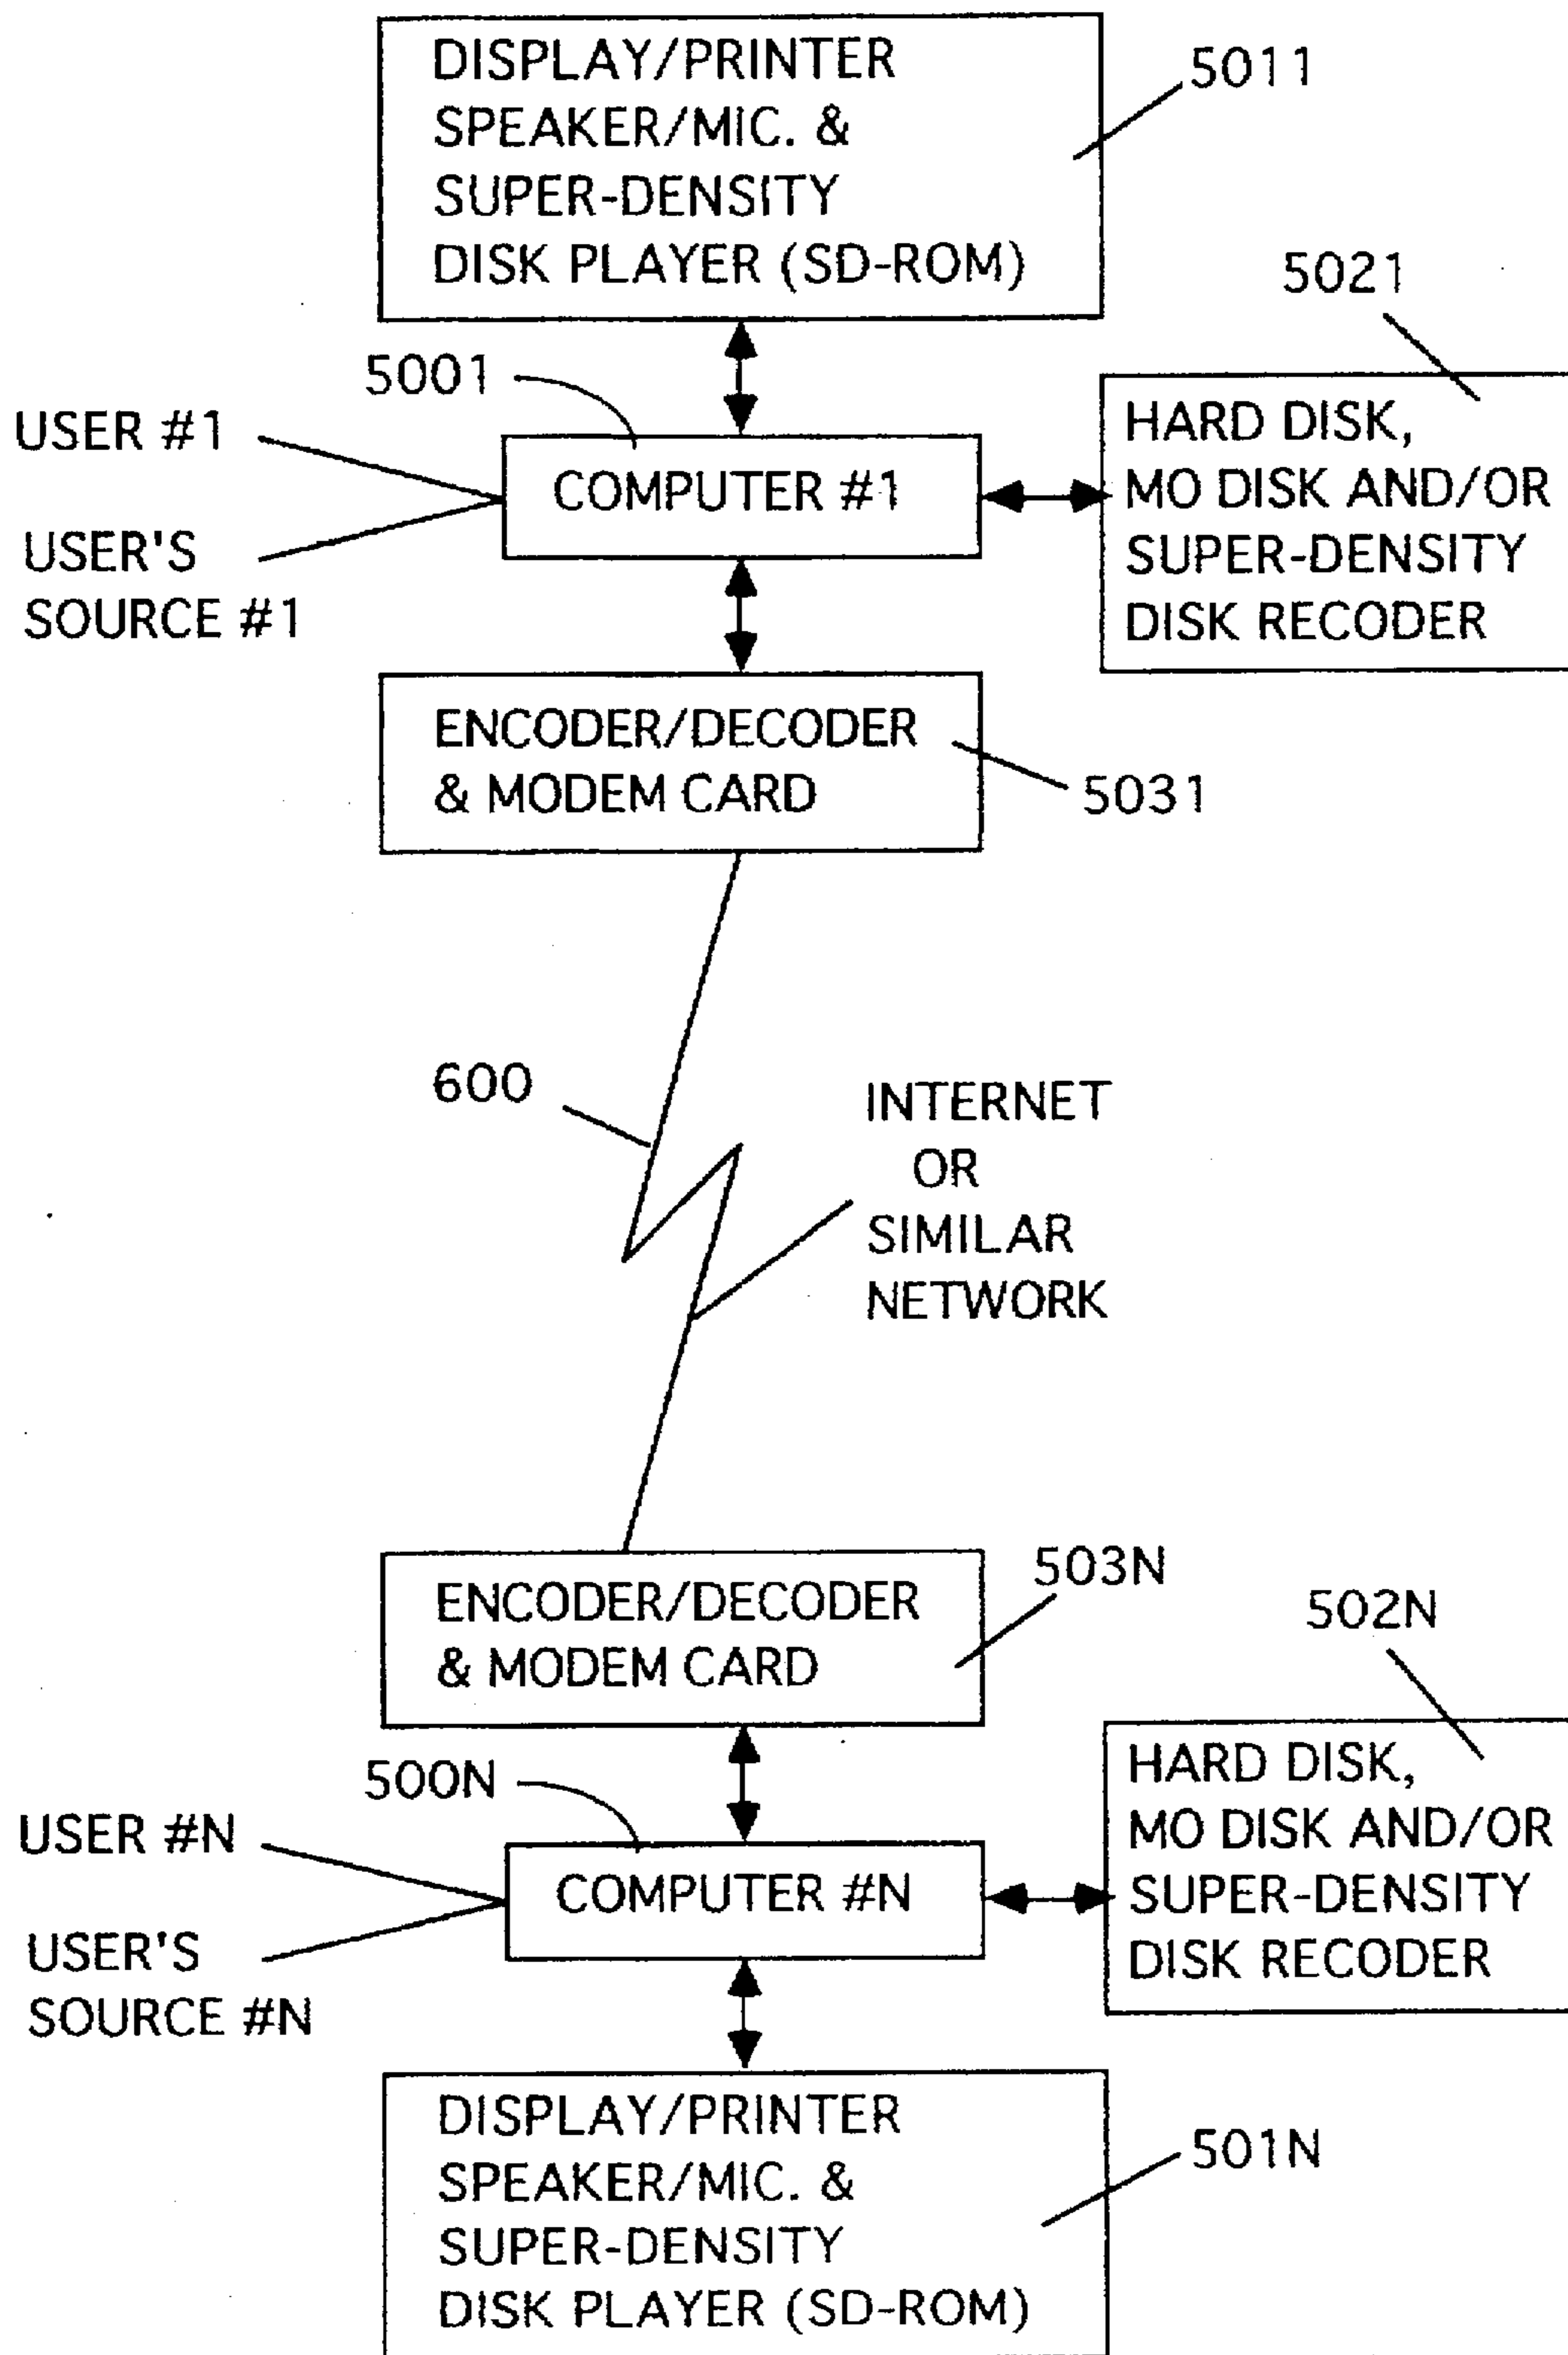 DISPLAY/PRINTER
SPEAKER/MIC. &
SUPER-DENSITY
DISK PLAYER (SD-ROM)
5011
5021
5001
USER #1
USER'S
SOURCE #1
COMPUTER #1
HARD DISK,
MO DISK AND/OR
SUPER-DENSITY
DISK RECODER
ENCODER/DECODER
& MODEM CARD
5031
600
INTERNET
OR
SIMILAR
NETWORK
ENCODER/DECODER
& MODEM CARD
503N
502N
500N
USER #N
USER'S
SOURCE #N
COMPUTER #N
HARD DISK,
MO DISK AND/OR
SUPER-DENSITY
DISK RECODER
DISPLAY/PRINTER
SPEAKER/MIC. &
SUPER-DENSITY
DISK PLAYER (SD-ROM)
501N